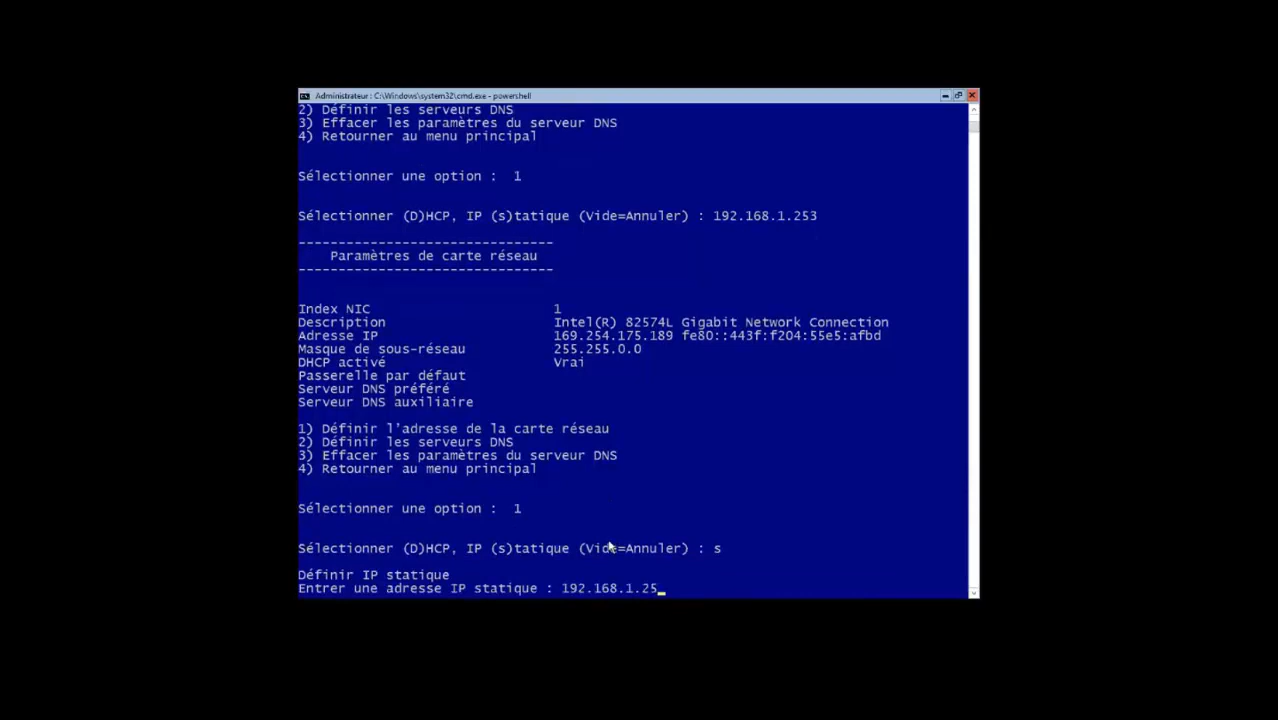 Administrateur : C:\Windows\system32\cmd.exe - powershell
2) Définir les serveurs DNS
3) Effacer les paramètres du serveur DNS
4) Retourner au menu principal
Sélectionner une option :  1
Sélectionner (D)HCP, IP (s)tatique (Vide=Annuler) : 192.168.1.253
--------------------------------
Paramètres de carte réseau
--------------------------------
Index NIC 1
Description Intel(R) 82574L Gigabit Network Connection
Adresse IP 169.254.175.189 fe80::443f:f204:55e5:afbd
Masque de sous-réseau 255.255.0.0
DHCP activé Vrai
Passerelle par défaut
Serveur DNS préféré
Serveur DNS auxiliaire
1) Définir l'adresse de la carte réseau
2) Définir les serveurs DNS
3) Effacer les paramètres du serveur DNS
4) Retourner au menu principal
Sélectionner une option :  1
Sélectionner (D)HCP, IP (s)tatique (Vide=Annuler) : s
Définir IP statique
Entrer une adresse IP statique : 192.168.1.25_